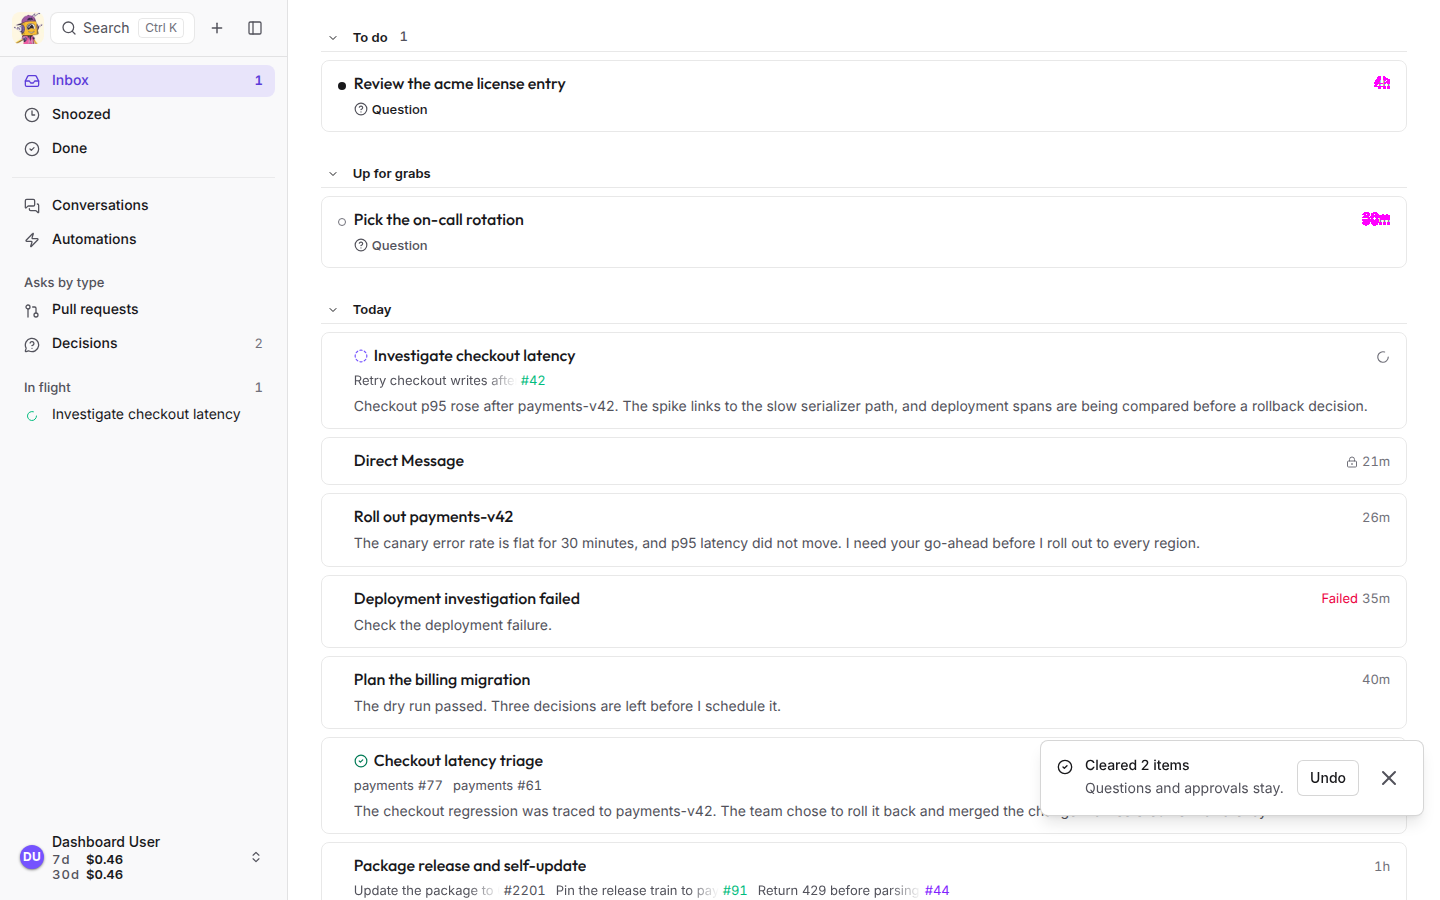 Search Ctrl K
Inbox 1
Snoozed
Done
Conversations
Automations
Asks by type
Pull requests
Decisions 2
In flight 1
Investigate checkout latency
Dashboard User
DU
7d $0.46
30d $0.46
To do 1
Review the acme license entry
Question
Up for grabs
Pick the on-call rotation
Question
Today
Investigate checkout latency
Retry checkout writes afte #42
Checkout p95 rose after payments-v42. The spike links to the slow serializer path, and deployment spans are being compared before a rollback decision.
Direct Message 21m
Roll out payments-v42 26m
The canary error rate is flat for 30 minutes, and p95 latency did not move. I need your go-ahead before I roll out to every region.
Deployment investigation failed Failed 35m
Check the deployment failure.
Plan the billing migration 40m
The dry run passed. Three decisions are left before I schedule it.
Checkout latency triage
payments #77 payments #61
The checkout regression was traced to payments-v42. The team chose to roll it back and merged the
Package release and self-update 1h
Update the package to #2201 Pin the release train to pay #91 Return 429 before parsing #44
Cleared 2 items
Questions and approvals stay.
Undo